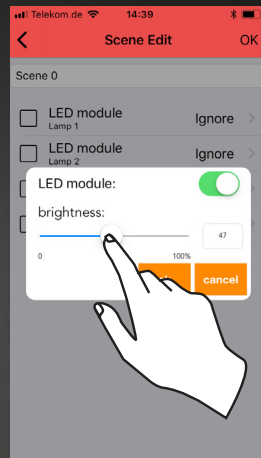 Telekom.de 14:39
Scene Edit OK
Scene 0
LED module Ignore
Lamp 1
LED module Ignore
Lamp 2
LED module:
brightness:
47
0 100%
cancel